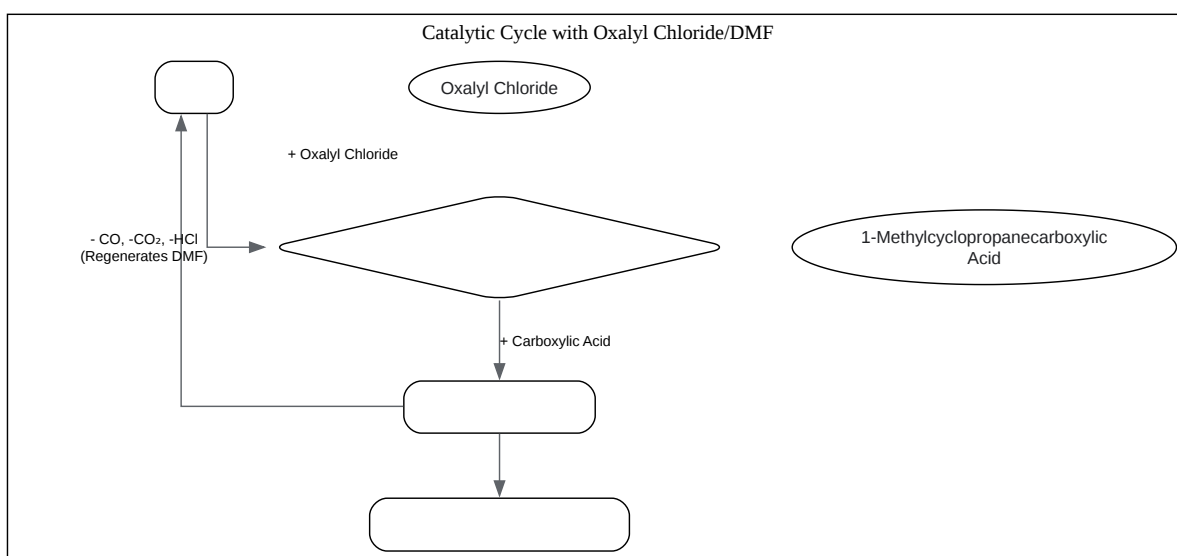 Catalytic Cycle with Oxalyl Chloride/DMF
Oxalyl Chloride
+ Oxalyl Chloride
- CO, -CO₂, -HCl
(Regenerates DMF)
1-Methylcyclopropanecarboxylic
Acid
+ Carboxylic Acid